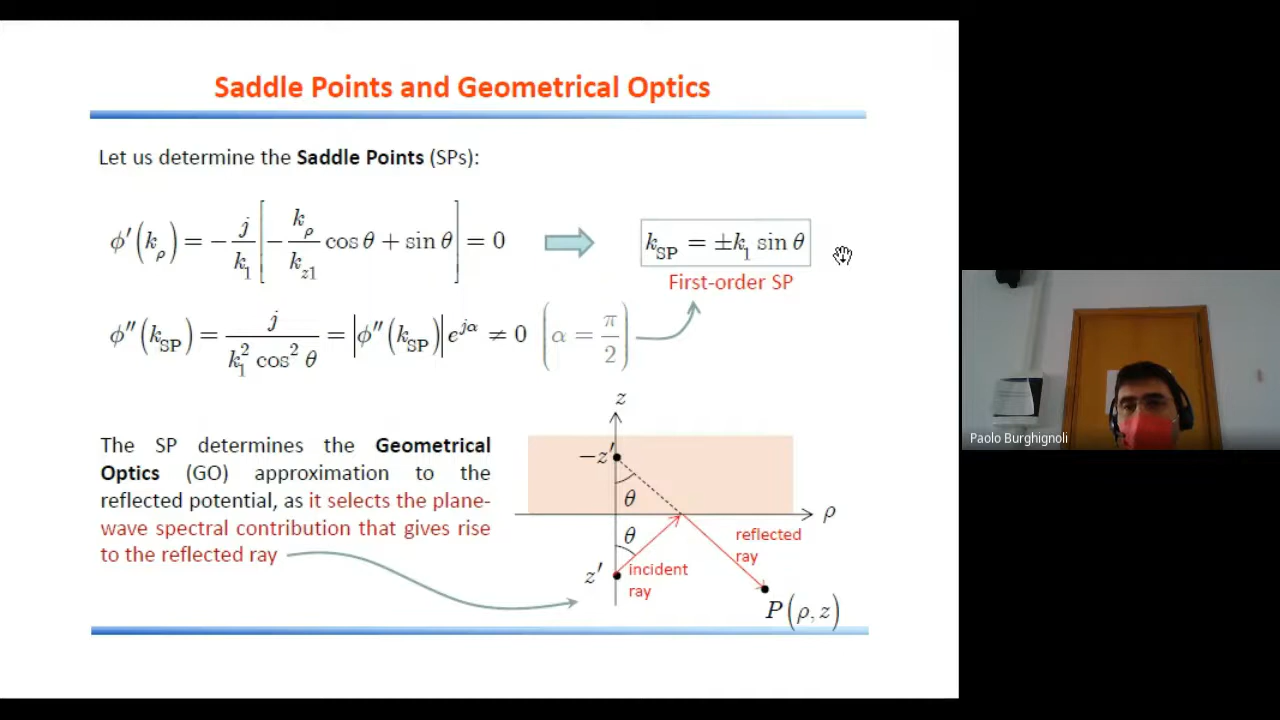 Saddle Points and Geometrical Optics
Let us determine the Saddle Points (SPs):
ϕ′(k_ρ) = −j/k₁ [−k_ρ/k_z1 cos θ + sin θ] = 0
k_SP = ±k₁ sin θ
First-order SP
ϕ″(k_SP) = j/(k₁² cos² θ) = |ϕ″(k_SP)| e^{jα} ≠ 0 (α = π/2)
The SP determines the Geometrical
Optics (GO) approximation to the
reflected potential, as it selects the plane-
wave spectral contribution that gives rise
to the reflected ray
z
−z′
θ
ρ
θ
reflected
ray
z′
incident
ray
P(ρ, z)
Paolo Burghignoli